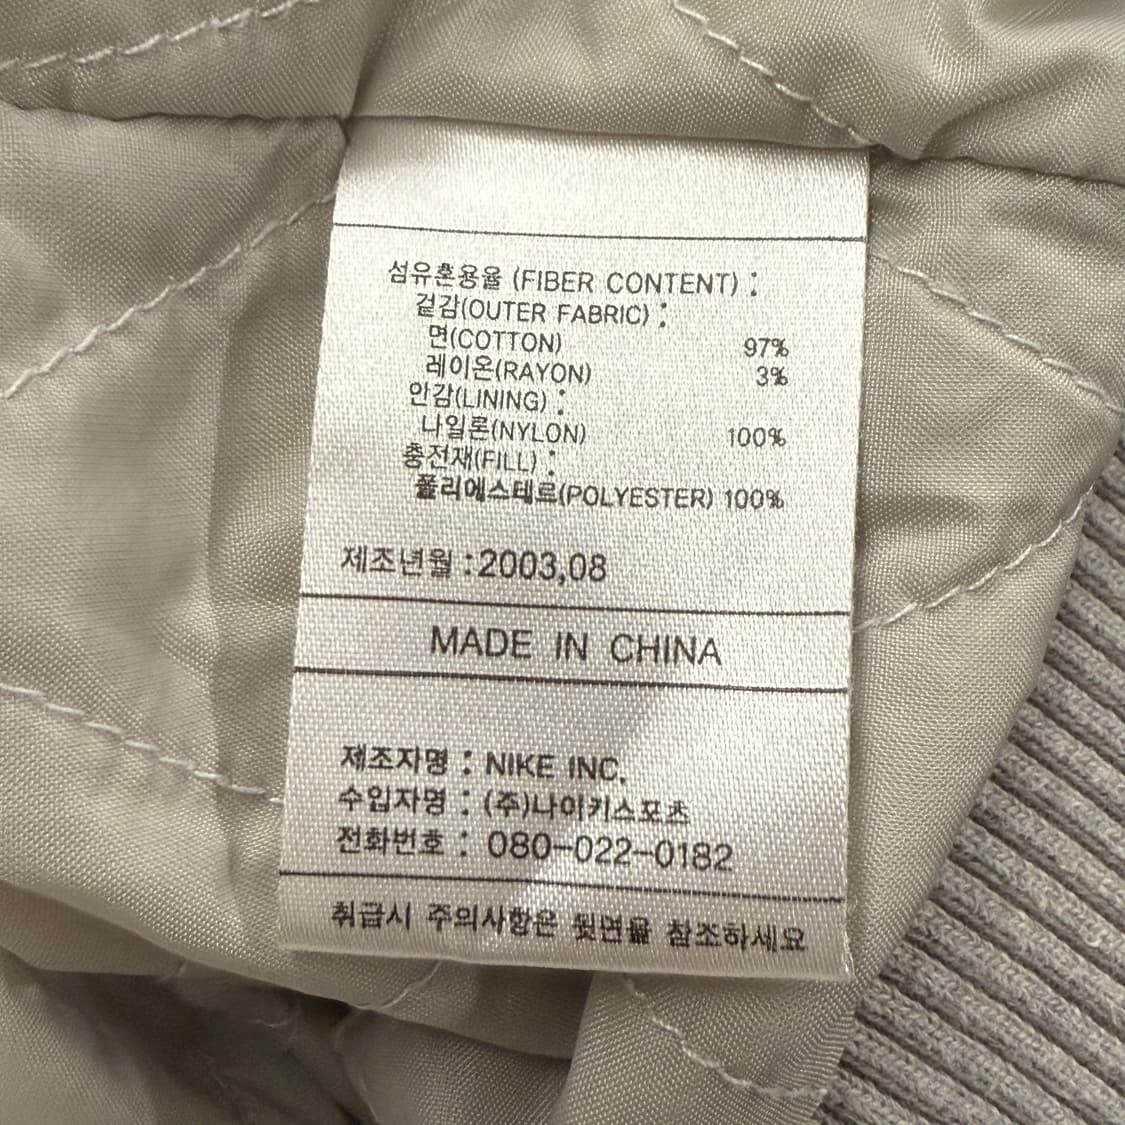 섬유혼용율 (FIBER CONTENT) :
겉감(OUTER FABRIC) :
면(COTTON) 97%
레이온(RAYON) 3%
안감(LINING) :
나일론(NYLON) 100%
충전재(FILL) :
폴리에스테르(POLYESTER) 100%
제조년월 :2003,08
MADE IN CHINA
제조자명 : NIKE INC.
수입자명 : (주)나이키스포츠
전화번호 : 080-022-0182
취급시 주의사항은 뒷면을 참조하세요